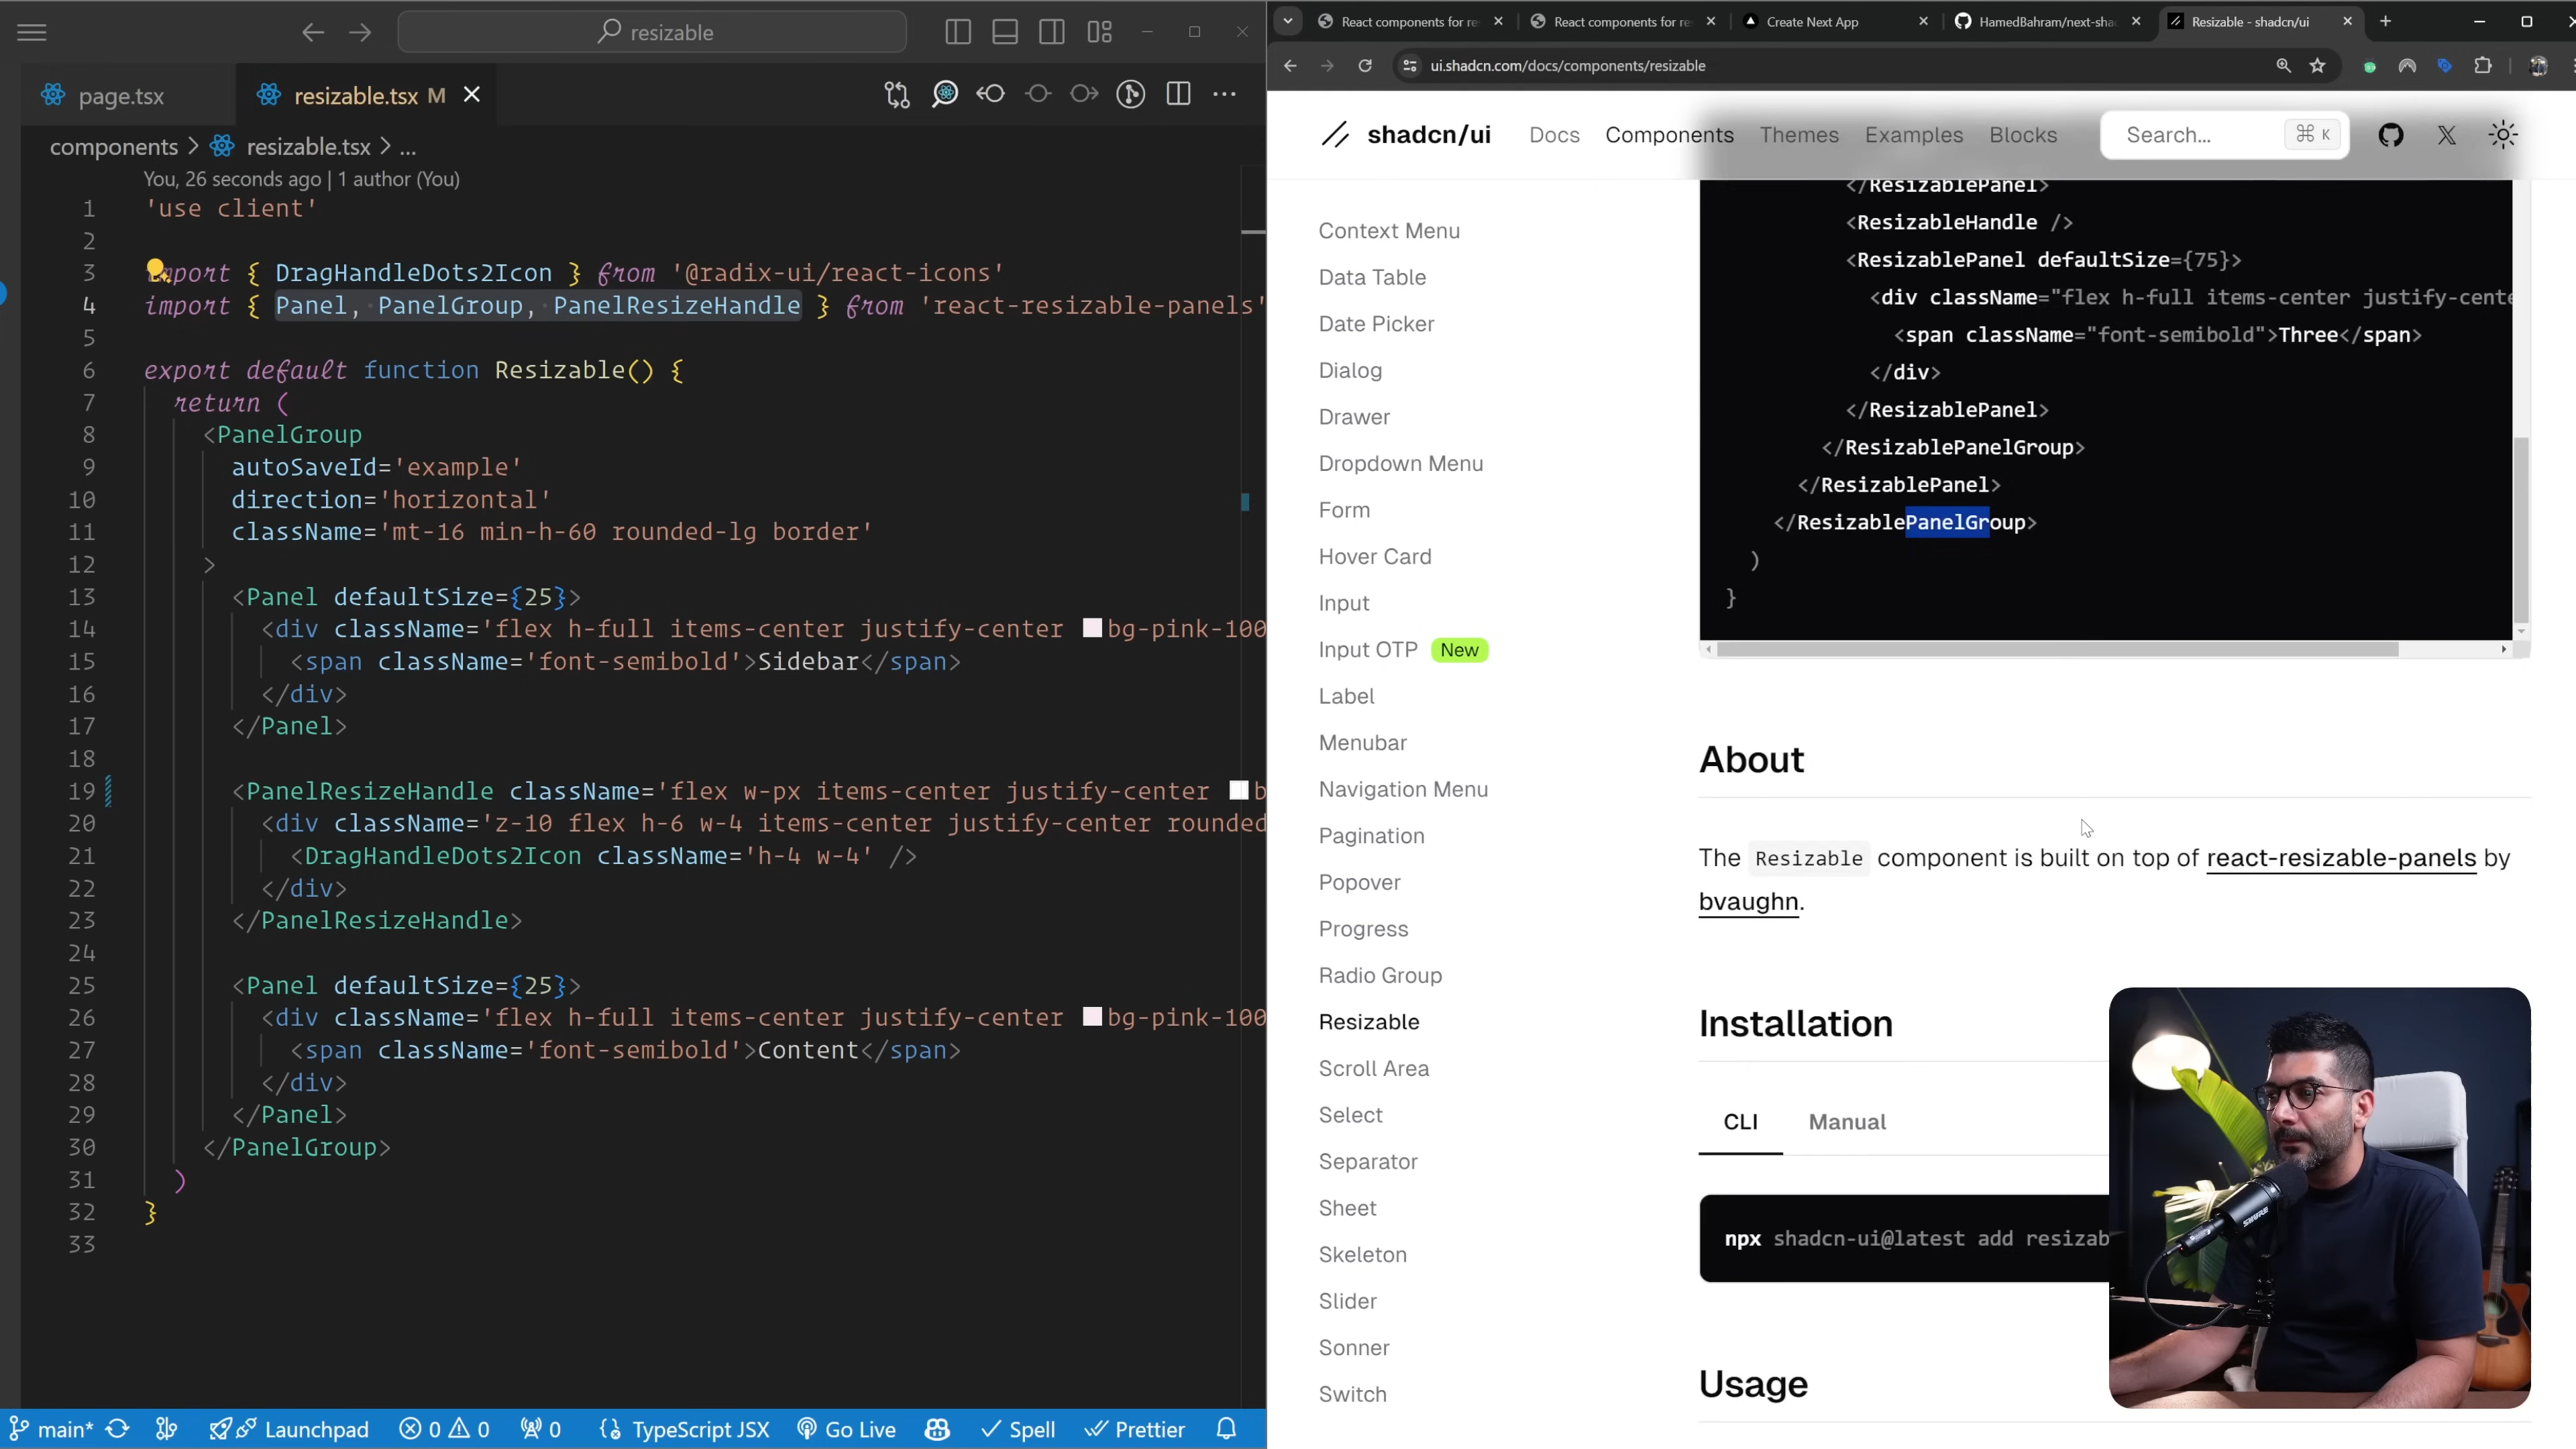 resizable
page.tsx
resizable.tsx M
components > resizable.tsx > ...
You, 26 seconds ago | 1 author (You)
1 'use client'
2
3 import { DragHandleDots2Icon } from '@radix-ui/react-icons'
4 import { Panel, PanelGroup, PanelResizeHandle } from 'react-resizable-panels'
5
6 export default function Resizable() {
7 return (
8 <PanelGroup
9 autoSaveId='example'
10 direction='horizontal'
11 className='mt-16 min-h-60 rounded-lg border'
12 >
13 <Panel defaultSize={25}>
14 <div className='flex h-full items-center justify-center bg-pink-100
15 <span className='font-semibold'>Sidebar</span>
16 </div>
17 </Panel>
18
19 <PanelResizeHandle className='flex w-px items-center justify-center b
20 <div className='z-10 flex h-6 w-4 items-center justify-center rounded
21 <DragHandleDots2Icon className='h-4 w-4' />
22 </div>
23 </PanelResizeHandle>
24
25 <Panel defaultSize={25}>
26 <div className='flex h-full items-center justify-center bg-pink-100
27 <span className='font-semibold'>Content</span>
28 </div>
29 </Panel>
30 </PanelGroup>
31 )
32 }
33
main* Launchpad 0 0 0 TypeScript JSX Go Live Spell Prettier
React components for re
React components for re
Create Next App
HamedBahram/next-shad
Resizable - shadcn/ui
ui.shadcn.com/docs/components/resizable
shadcn/ui Docs Components Themes Examples Blocks Search... ⌘ K
Context Menu
Data Table
Date Picker
Dialog
Drawer
Dropdown Menu
Form
Hover Card
Input
Input OTP New
Label
Menubar
Navigation Menu
Pagination
Popover
Progress
Radio Group
Resizable
Scroll Area
Select
Separator
Sheet
Skeleton
Slider
Sonner
Switch
</ResizablePanel>
<ResizableHandle />
<ResizablePanel defaultSize={75}>
<div className="flex h-full items-center justify-cente
<span className="font-semibold">Three</span>
</div>
</ResizablePanel>
</ResizablePanelGroup>
</ResizablePanel>
</ResizablePanelGroup>
)
}
About
The Resizable component is built on top of react-resizable-panels by
bvaughn.
Installation
CLI Manual
npx shadcn-ui@latest add resizab
Usage
SHURE